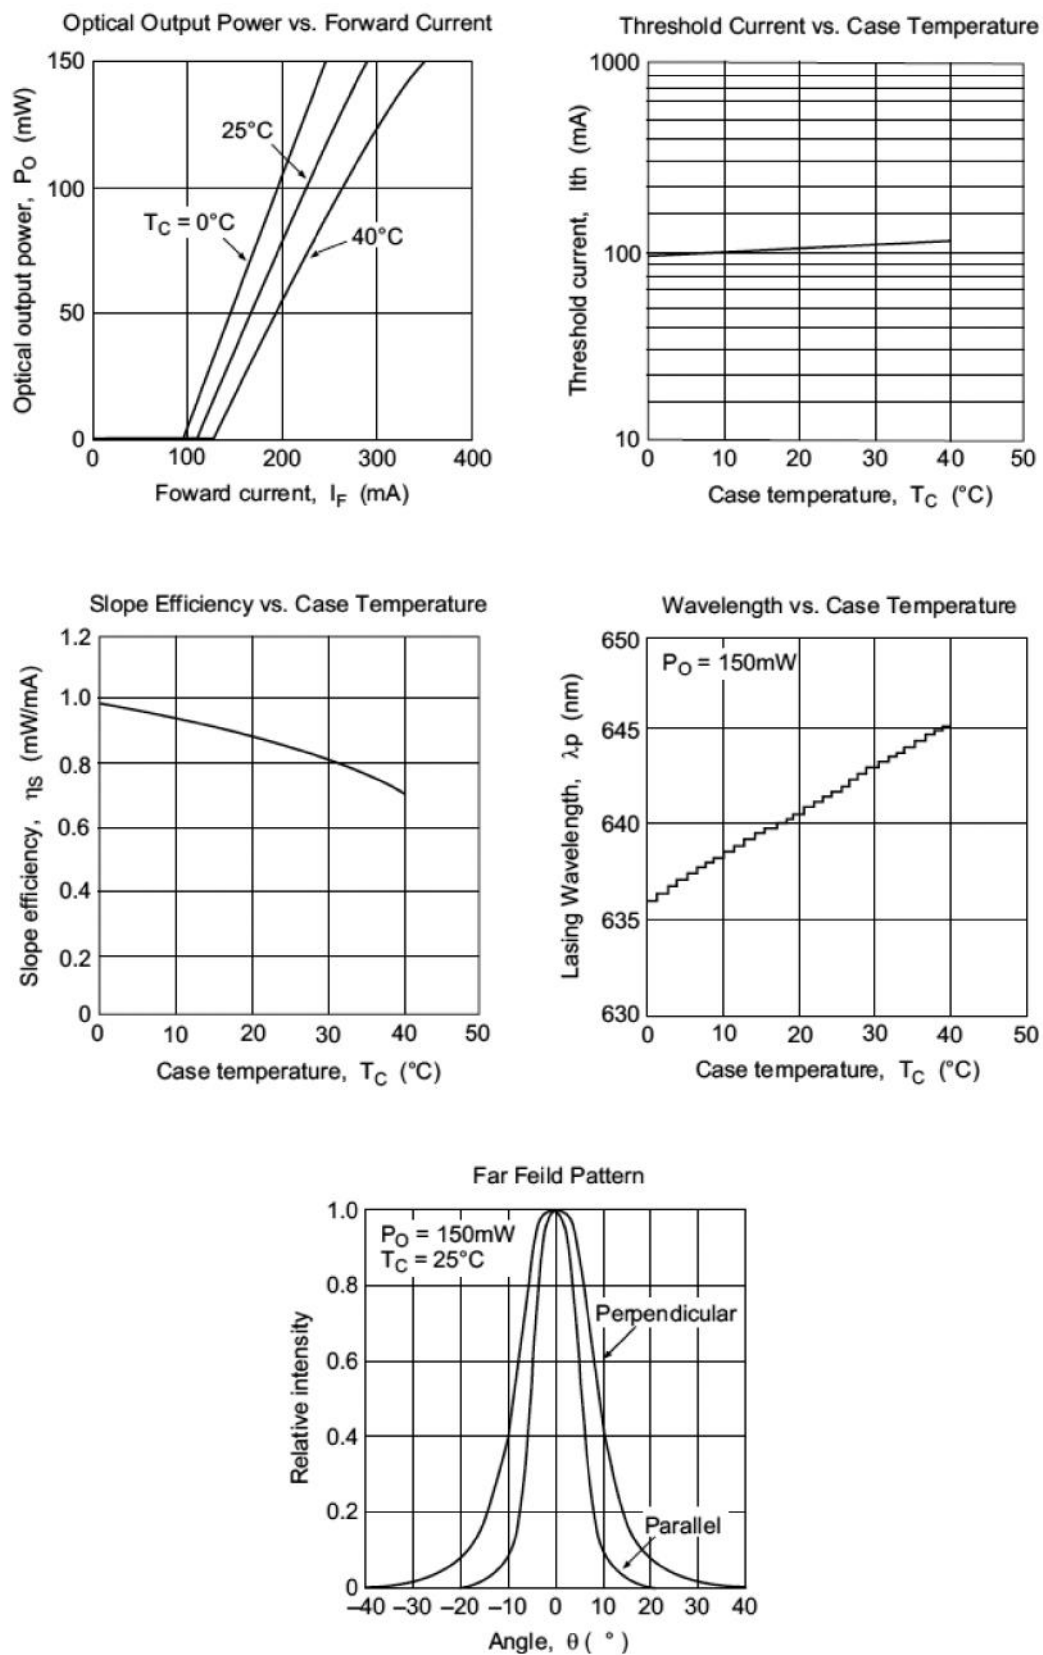 Optical Output Power vs. Forward Current
150
100
50
0
0 100 200 300 400
Optical output power, PO (mW)
25°C
TC = 0°C
40°C
Foward current, IF (mA)
Threshold Current vs. Case Temperature
1000
100
10
0 10 20 30 40 50
Threshold current, Ith (mA)
Case temperature, TC (°C)
Slope Efficiency vs. Case Temperature
1.2
1.0
0.8
0.6
0.4
0.2
0
0 10 20 30 40 50
Slope efficiency, ηs (mW/mA)
Case temperature, TC (°C)
Wavelength vs. Case Temperature
650
645
640
635
630
0 10 20 30 40 50
PO = 150mW
Lasing Wavelength, λp (nm)
Case temperature, TC (°C)
Far Feild Pattern
1.0
0.8
0.6
0.4
0.2
0
–40 –30 –20 –10 0 10 20 30 40
PO = 150mW
TC = 25°C
Perpendicular
Parallel
Relative intensity
Angle, θ ( ° )